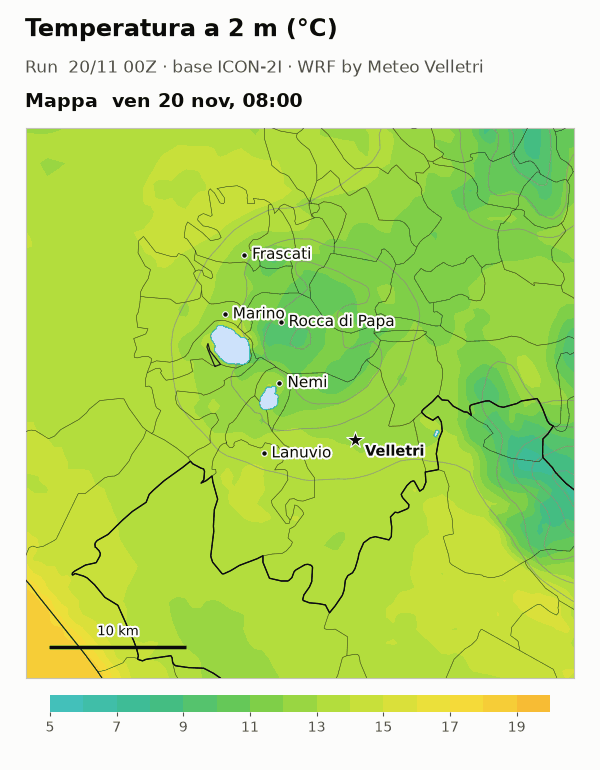 Temperatura a 2 m (°C)
Run  20/11 00Z · base ICON-2I · WRF by Meteo Velletri
Mappa  ven 20 nov, 08:00
Frascati
Marino
Rocca di Papa
Nemi
Velletri
Lanuvio
10 km
5 7 9 11 13 15 17 19